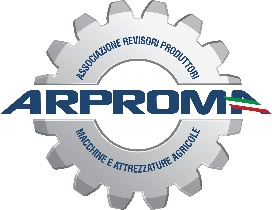 ASSOCIAZIONE REVISORI PRODUTTORI
ARPROMA
MACCHINE E ATTREZZATURE AGRICOLE